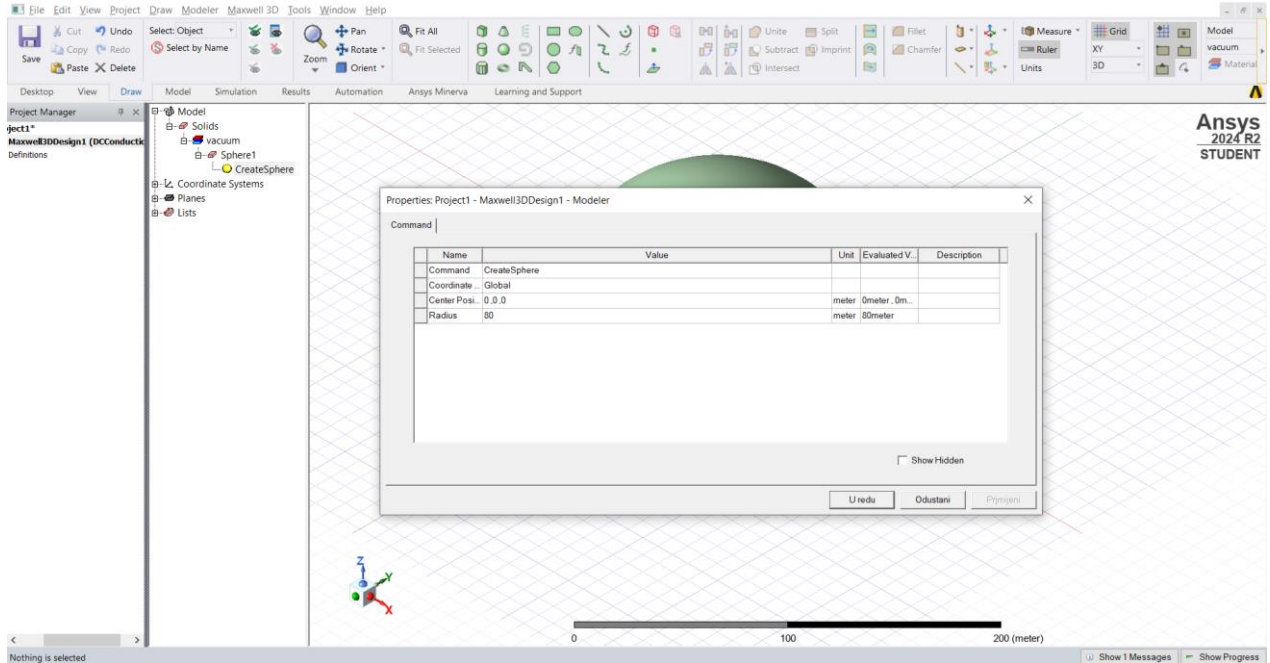 File Edit View Project Draw Modeler Maxwell 3D Tools Window Help
Save
Cut Undo
Copy Redo
Paste Delete
Select: Object
Select by Name
Zoom
Pan
Rotate
Orient
Fit All
Fit Selected
Unite Split
Subtract Imprint
Intersect
Fillet
Chamfer
Measure
Ruler
Units
Grid
XY
3D
Model
vacuum
Material
Desktop View Draw Model Simulation Results Automation Ansys Minerva Learning and Support
Project Manager
ject1*
Maxwell3DDesign1 (DCConductic
Definitions
Model
Solids
vacuum
Sphere1
CreateSphere
Coordinate Systems
Planes
Lists
Ansys
2024 R2
STUDENT
Properties: Project1 - Maxwell3DDesign1 - Modeler
Command
Name Value Unit Evaluated V... Description
Command CreateSphere
Coordinate ... Global
Center Posi... 0 ,0 ,0 meter 0meter , 0m...
Radius 80 meter 80meter
Show Hidden
U redu Odustani Primijeni
Z
Y
X
0 100 200 (meter)
Nothing is selected
Show 1 Messages Show Progress